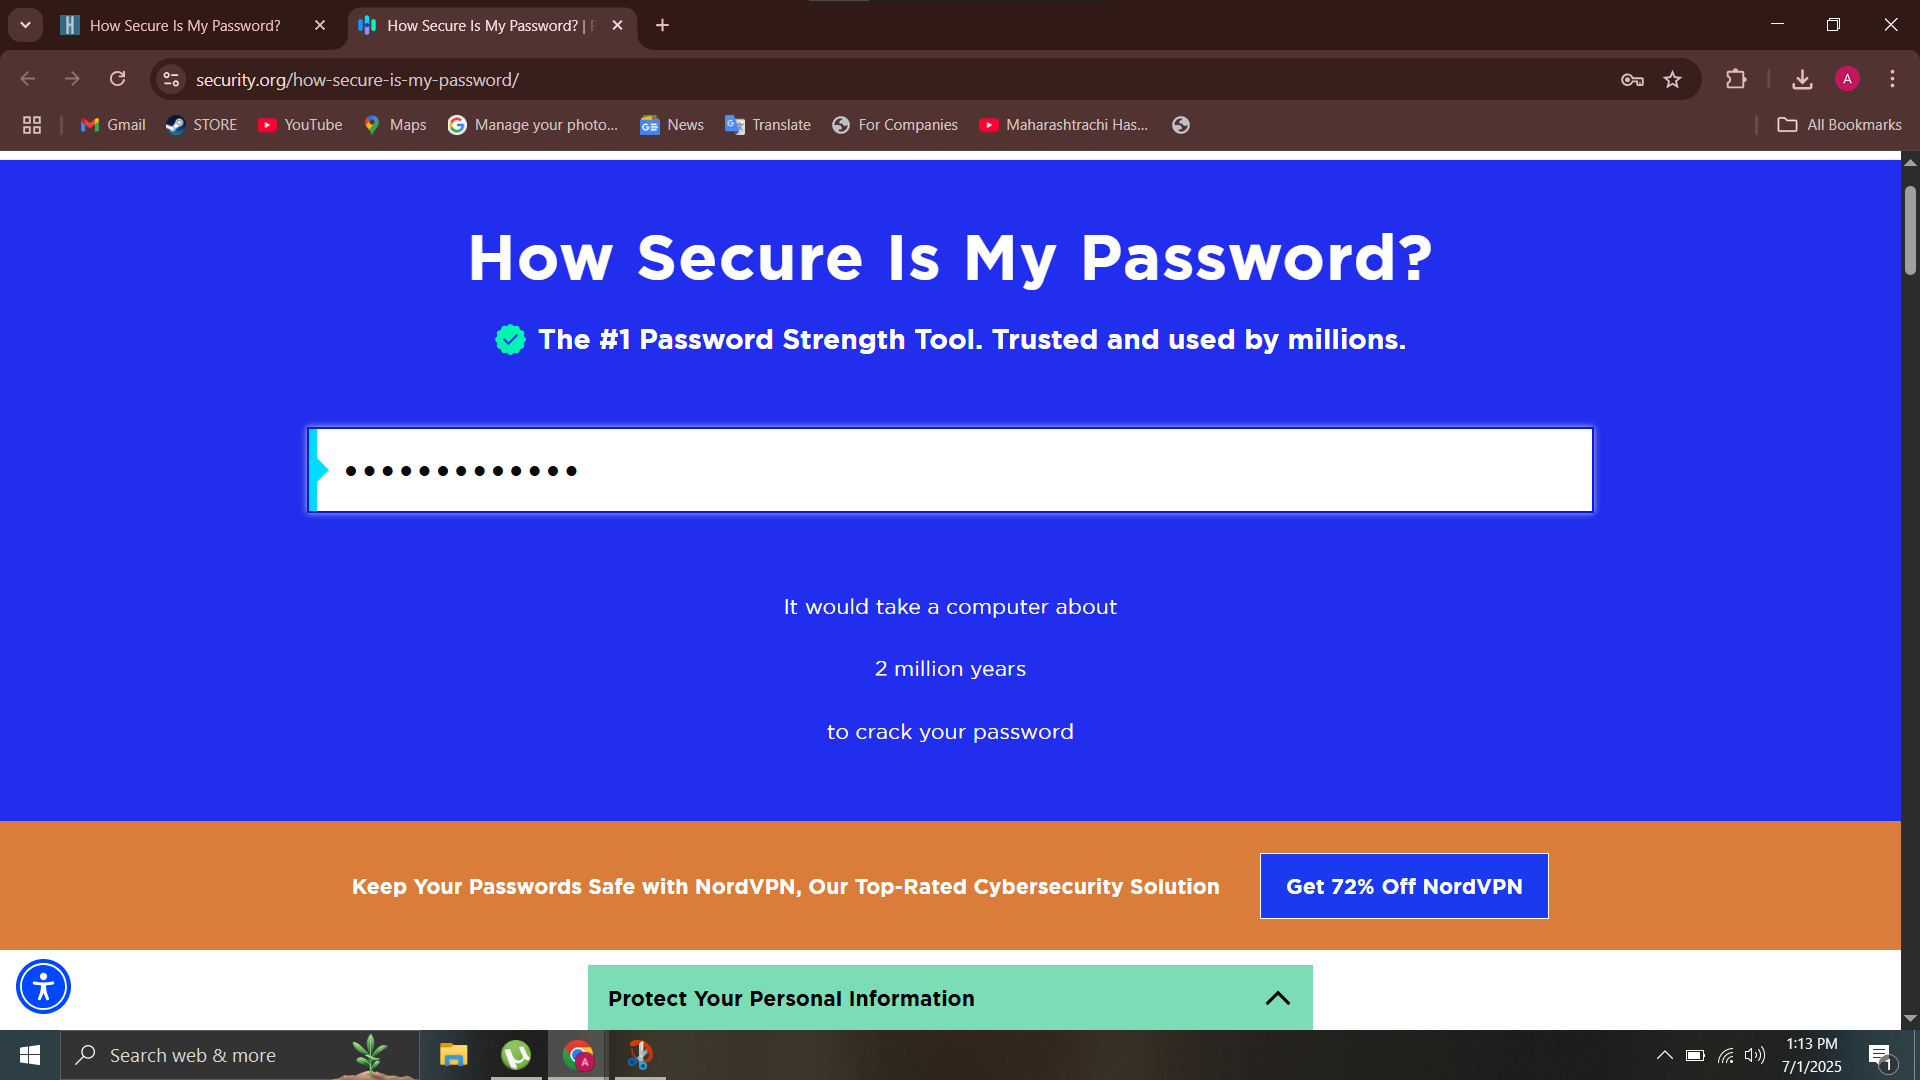 How Secure Is My Password?
How Secure Is My Password? |
security.org/how-secure-is-my-password/
A
Gmail
STORE
YouTube
Maps
Manage your photo...
News
Translate
For Companies
Maharashtrachi Has...
All Bookmarks
How Secure Is My Password?
The #1 Password Strength Tool. Trusted and used by millions.
•••••••••••••
It would take a computer about
2 million years
to crack your password
Keep Your Passwords Safe with NordVPN, Our Top-Rated Cybersecurity Solution
Get 72% Off NordVPN
Protect Your Personal Information
Search web & more
A
1:13 PM
7/1/2025
1